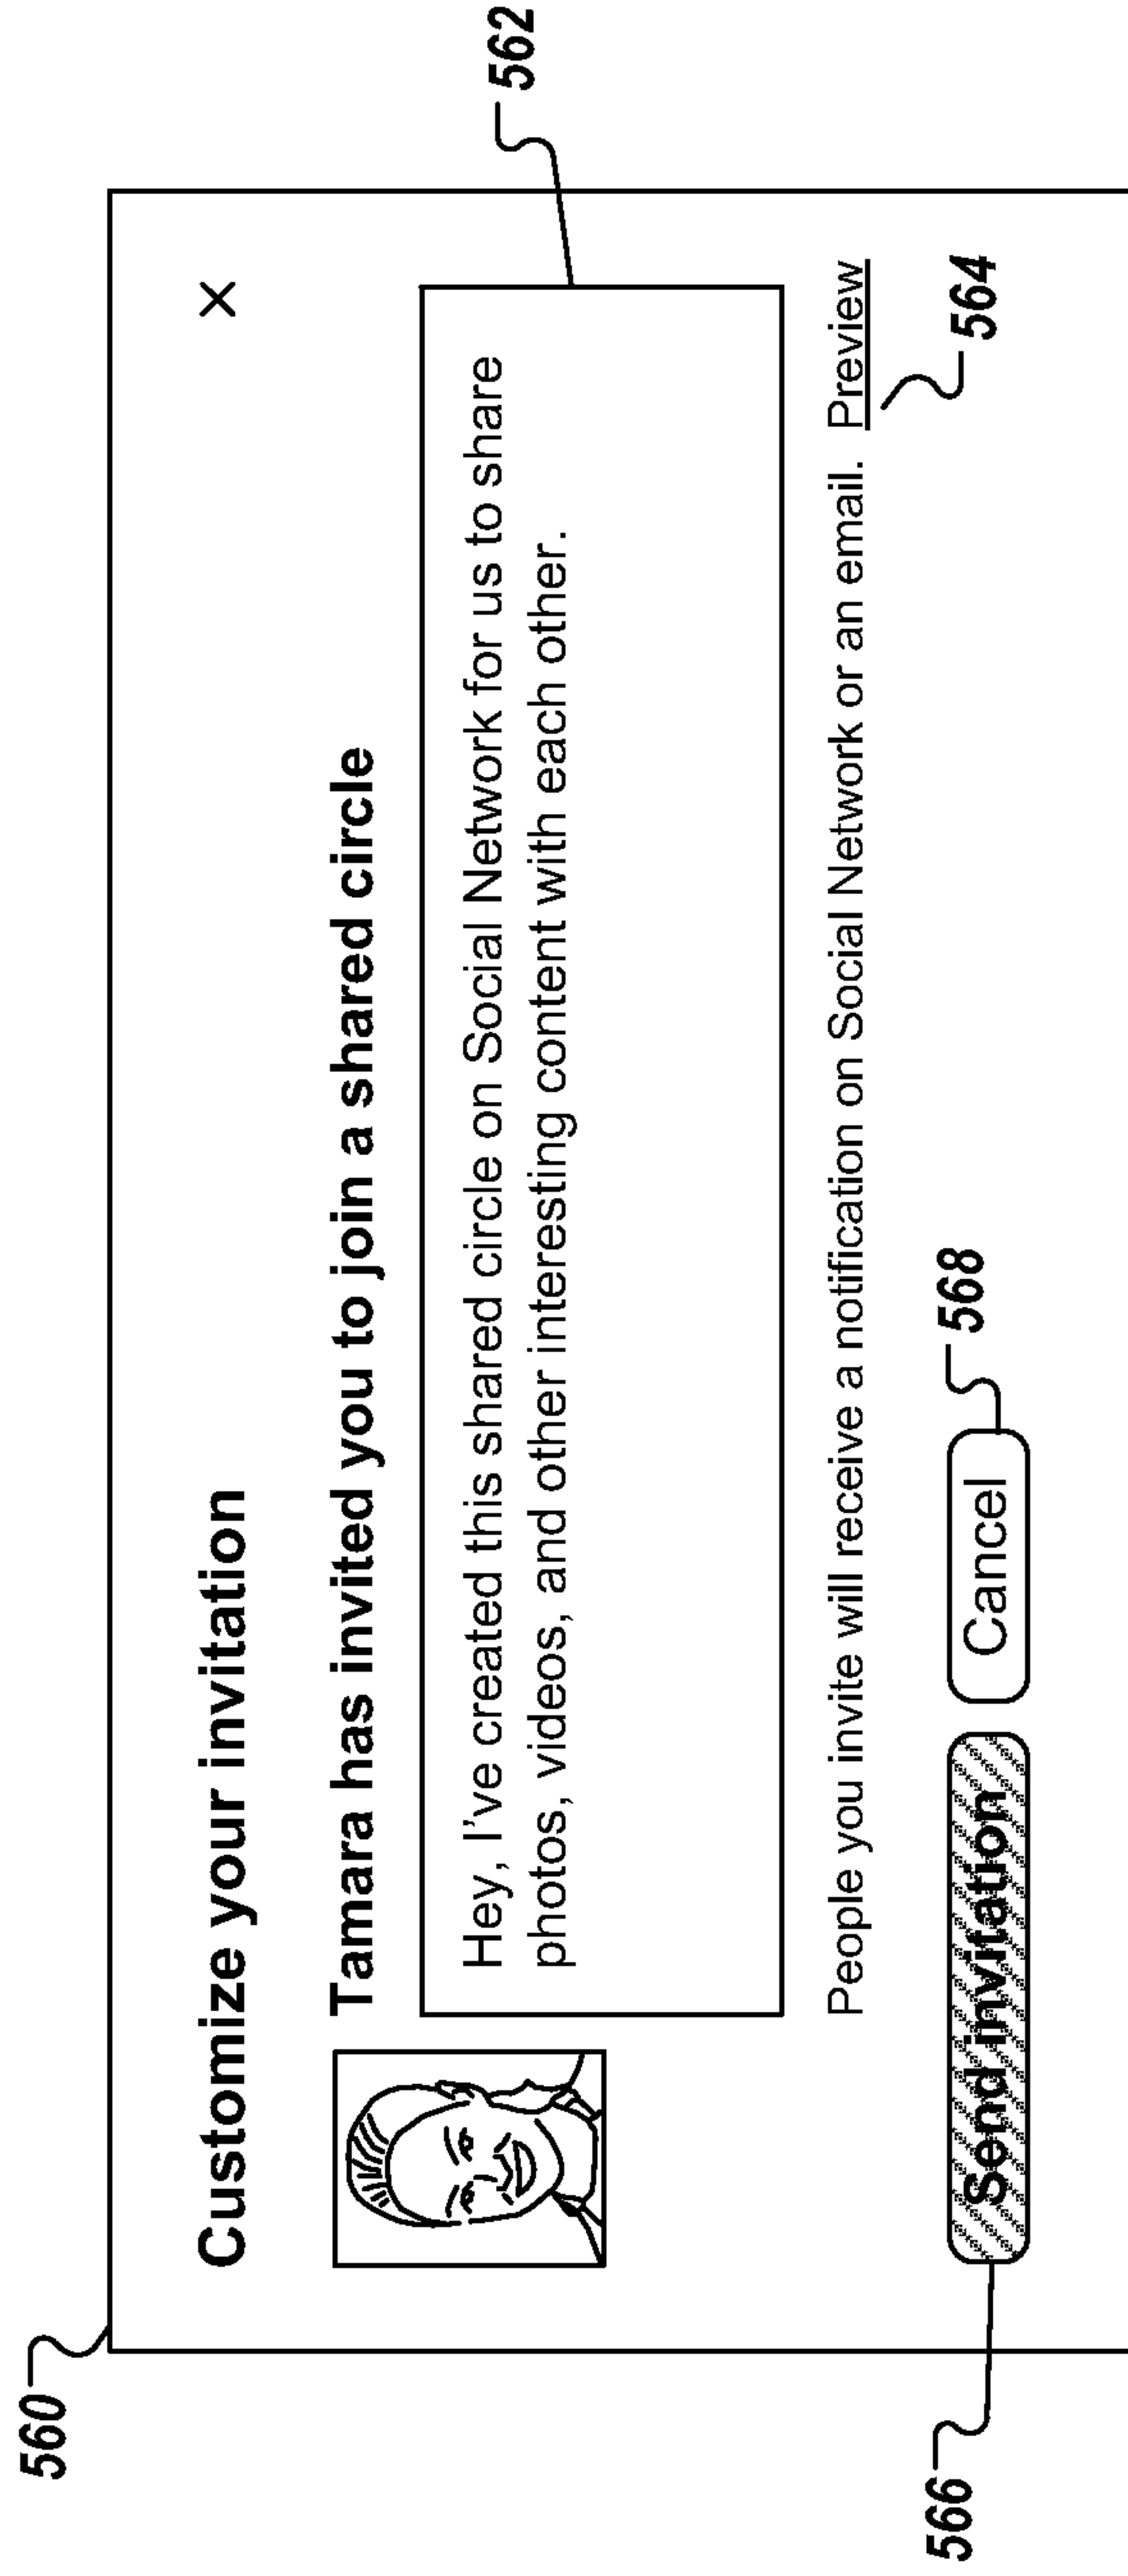 560
Customize your invitation
×
Tamara has invited you to join a shared circle
562
Hey, I've created this shared circle on Social Network for us to share
photos, videos, and other interesting content with each other.
People you invite will receive a notification on Social Network or an email. Preview
564
566
Send invitation
Cancel
568